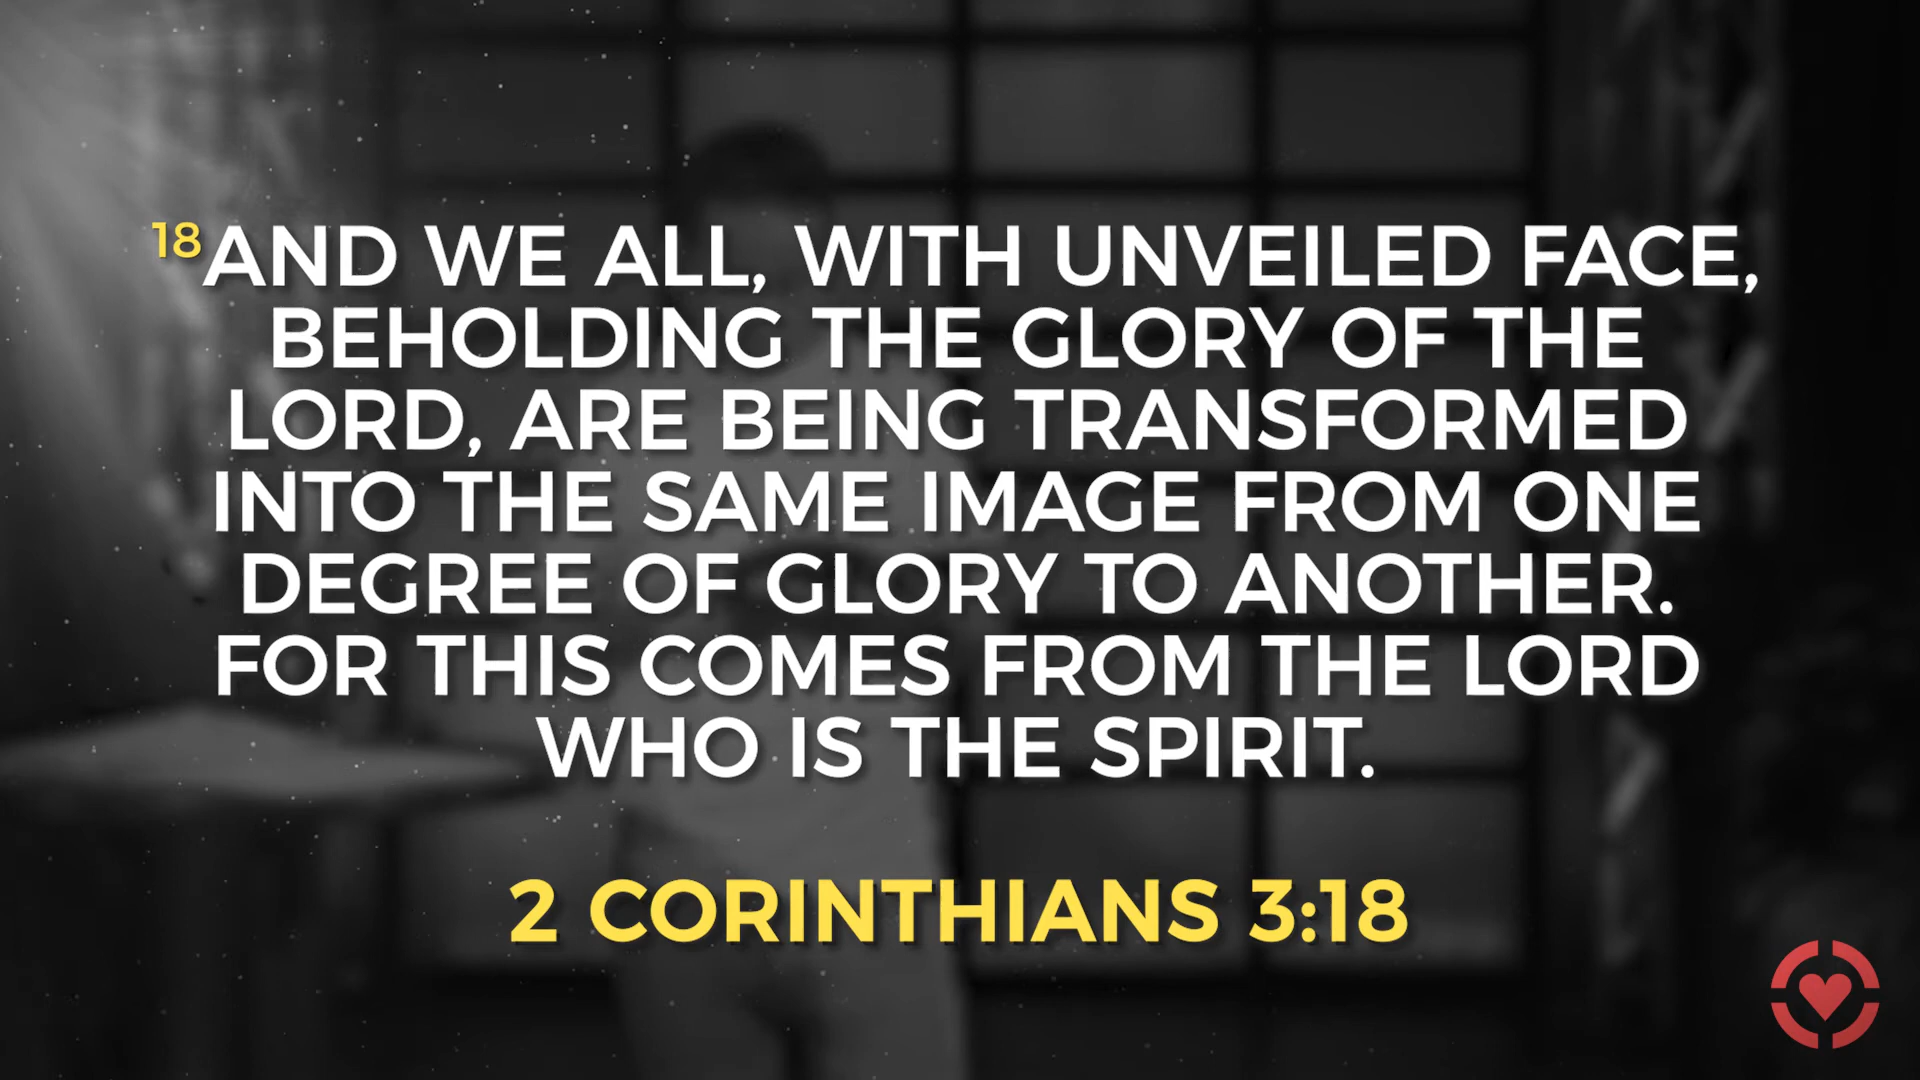 18AND WE ALL, WITH UNVEILED FACE,
BEHOLDING THE GLORY OF THE
LORD, ARE BEING TRANSFORMED
INTO THE SAME IMAGE FROM ONE
DEGREE OF GLORY TO ANOTHER.
FOR THIS COMES FROM THE LORD
WHO IS THE SPIRIT.
2 CORINTHIANS 3:18